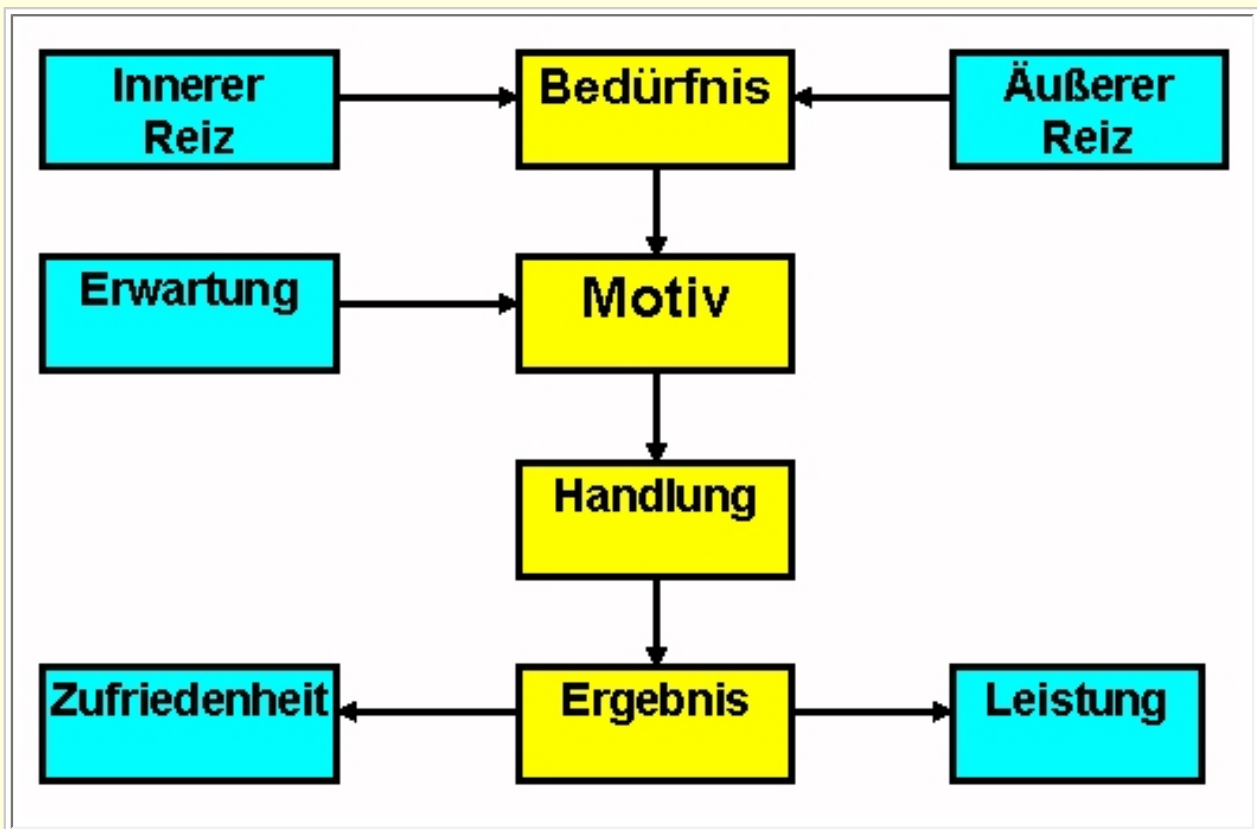 Innerer
Reiz
Bedürfnis
Äußerer
Reiz
Erwartung
Motiv
Handlung
Zufriedenheit
Ergebnis
Leistung